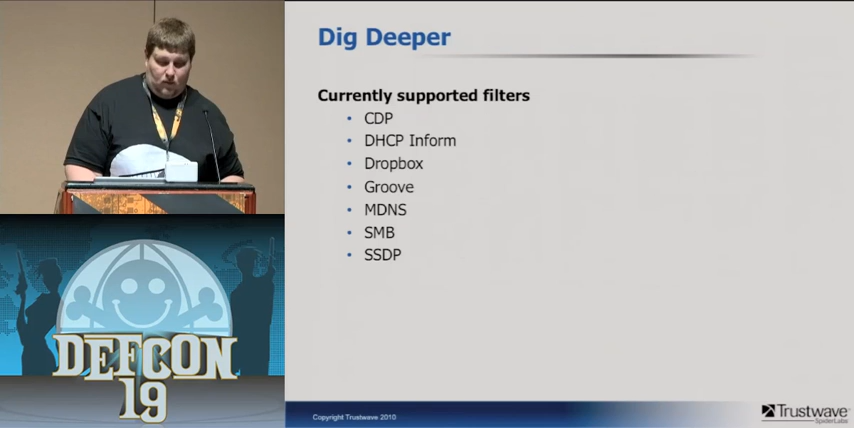 Dig Deeper
Currently supported filters
• CDP
• DHCP Inform
• Dropbox
• Groove
• MDNS
• SMB
• SSDP
DEFCON
19
Copyright Trustwave 2010
Trustwave®
SpiderLabs